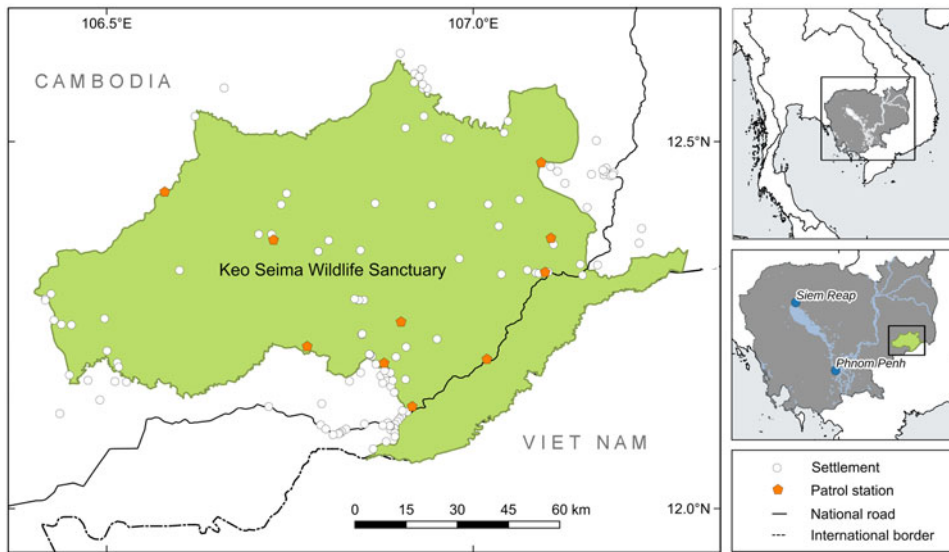 106.5°E
107.0°E
CAMBODIA
12.5°N
Keo Seima Wildlife Sanctuary
VIET NAM
0 15 30 45 60 km
12.0°N
Siem Reap
Phnom Penh
Settlement
Patrol station
National road
International border